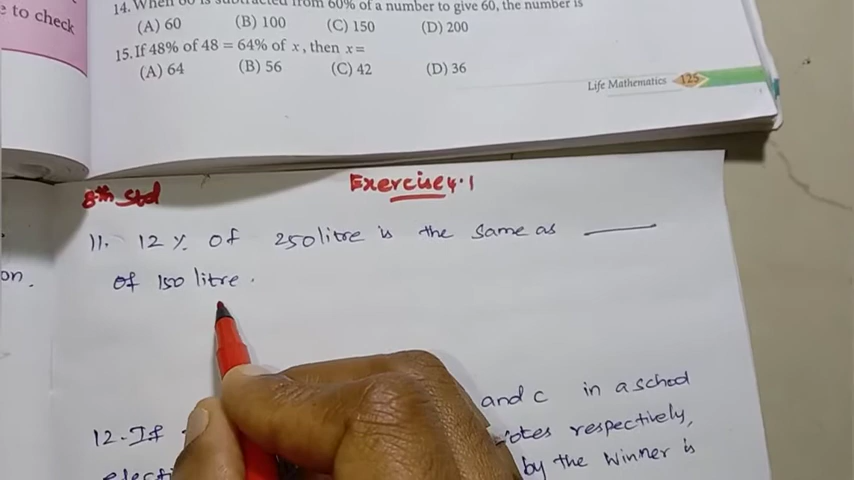 e to check
14. When 60 is subtracted from 60% of a number to give 60, the number is
(A) 60 (B) 100 (C) 150 (D) 200
15. If 48% of 48 = 64% of x, then x =
(A) 64 (B) 56 (C) 42 (D) 36
Life Mathematics 125
8th Std Exercise 4.1
11. 12 % of 250 litre is the same as
of 150 litre.
on.
and c in a school
12. If votes respectively,
by the winner is